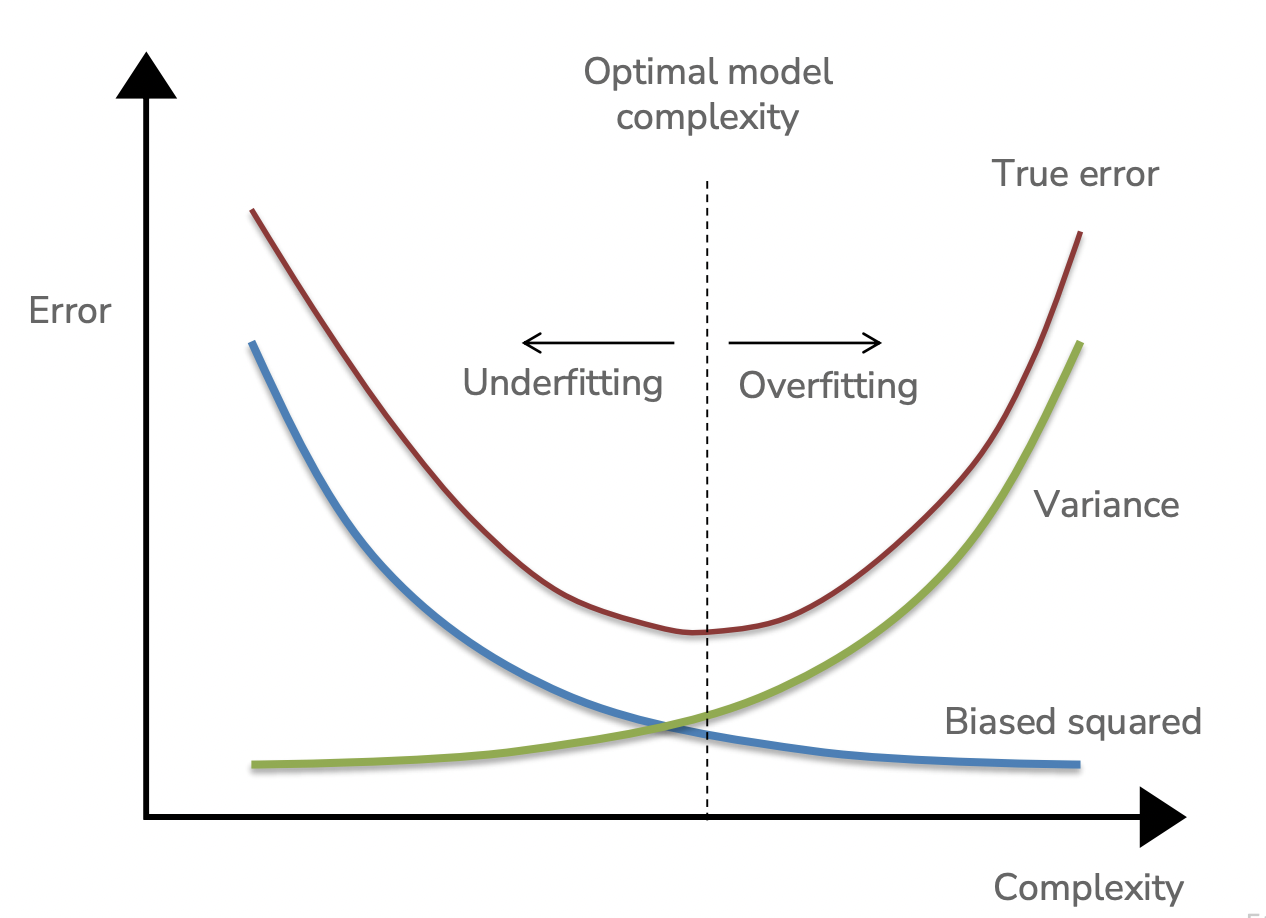 Optimal model
complexity
True error
Error
Underfitting
Overfitting
Variance
Biased squared
Complexity